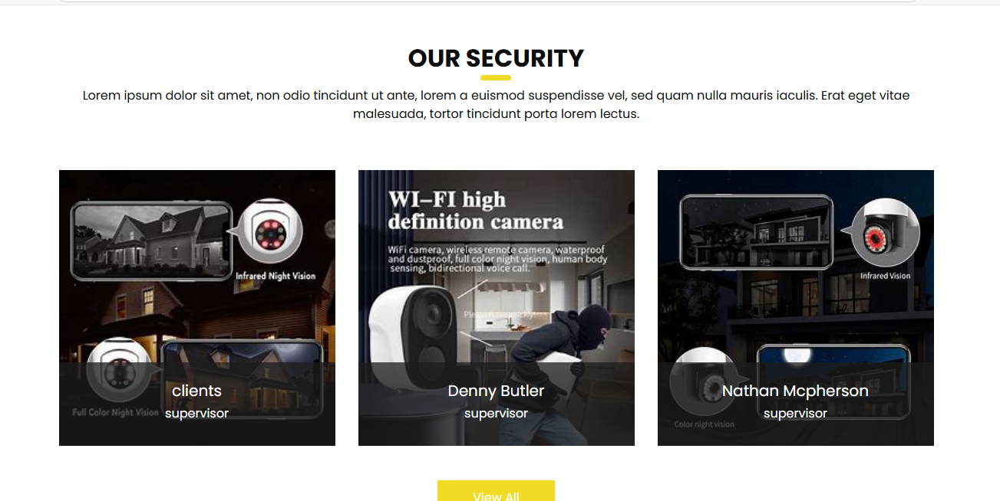 OUR SECURITY
Lorem ipsum dolor sit amet, non odio tincidunt ut ante, lorem a euismod suspendisse vel, sed quam nulla mauris iaculis. Erat eget vitae
malesuada, tortor tincidunt porta lorem lectus.
Infrared Night Vision
Full Color Night Vision
clients
supervisor
WI-FI high
definition camera
WiFi camera, wireless remote camera, waterproof
and dustproof, full color night vision, human body
sensing, bidirectional voice call.
Denny Butler
supervisor
Infrared Vision
Color night vision
Nathan Mcpherson
supervisor
View All